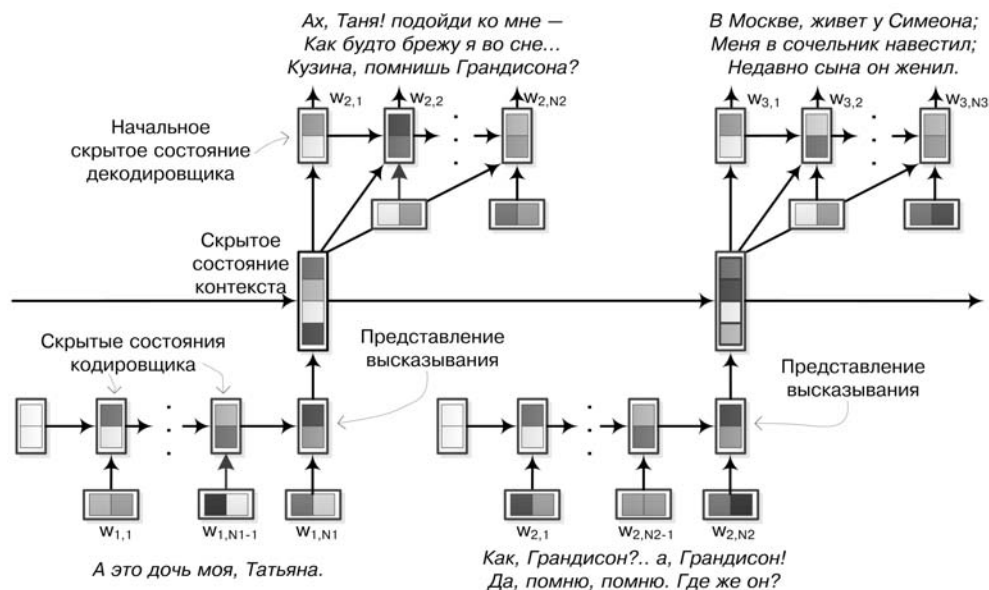 Ах, Таня! подойди ко мне —
Как будто брежу я во сне...
Кузина, помнишь Грандисона?
В Москве, живет у Симеона;
Меня в сочельник навестил;
Недавно сына он женил.
w2,1
w2,2
w2,N2
w3,1
w3,2
w3,N3
Начальное
скрытое состояние
декодировщика
Скрытое
состояние
контекста
Скрытые состояния
кодировщика
Представление
высказывания
Представление
высказывания
w1,1
w1,N1-1
w1,N1
w2,1
w2,N2-1
w2,N2
А это дочь моя, Татьяна.
Как, Грандисон?.. а, Грандисон!
Да, помню, помню. Где же он?